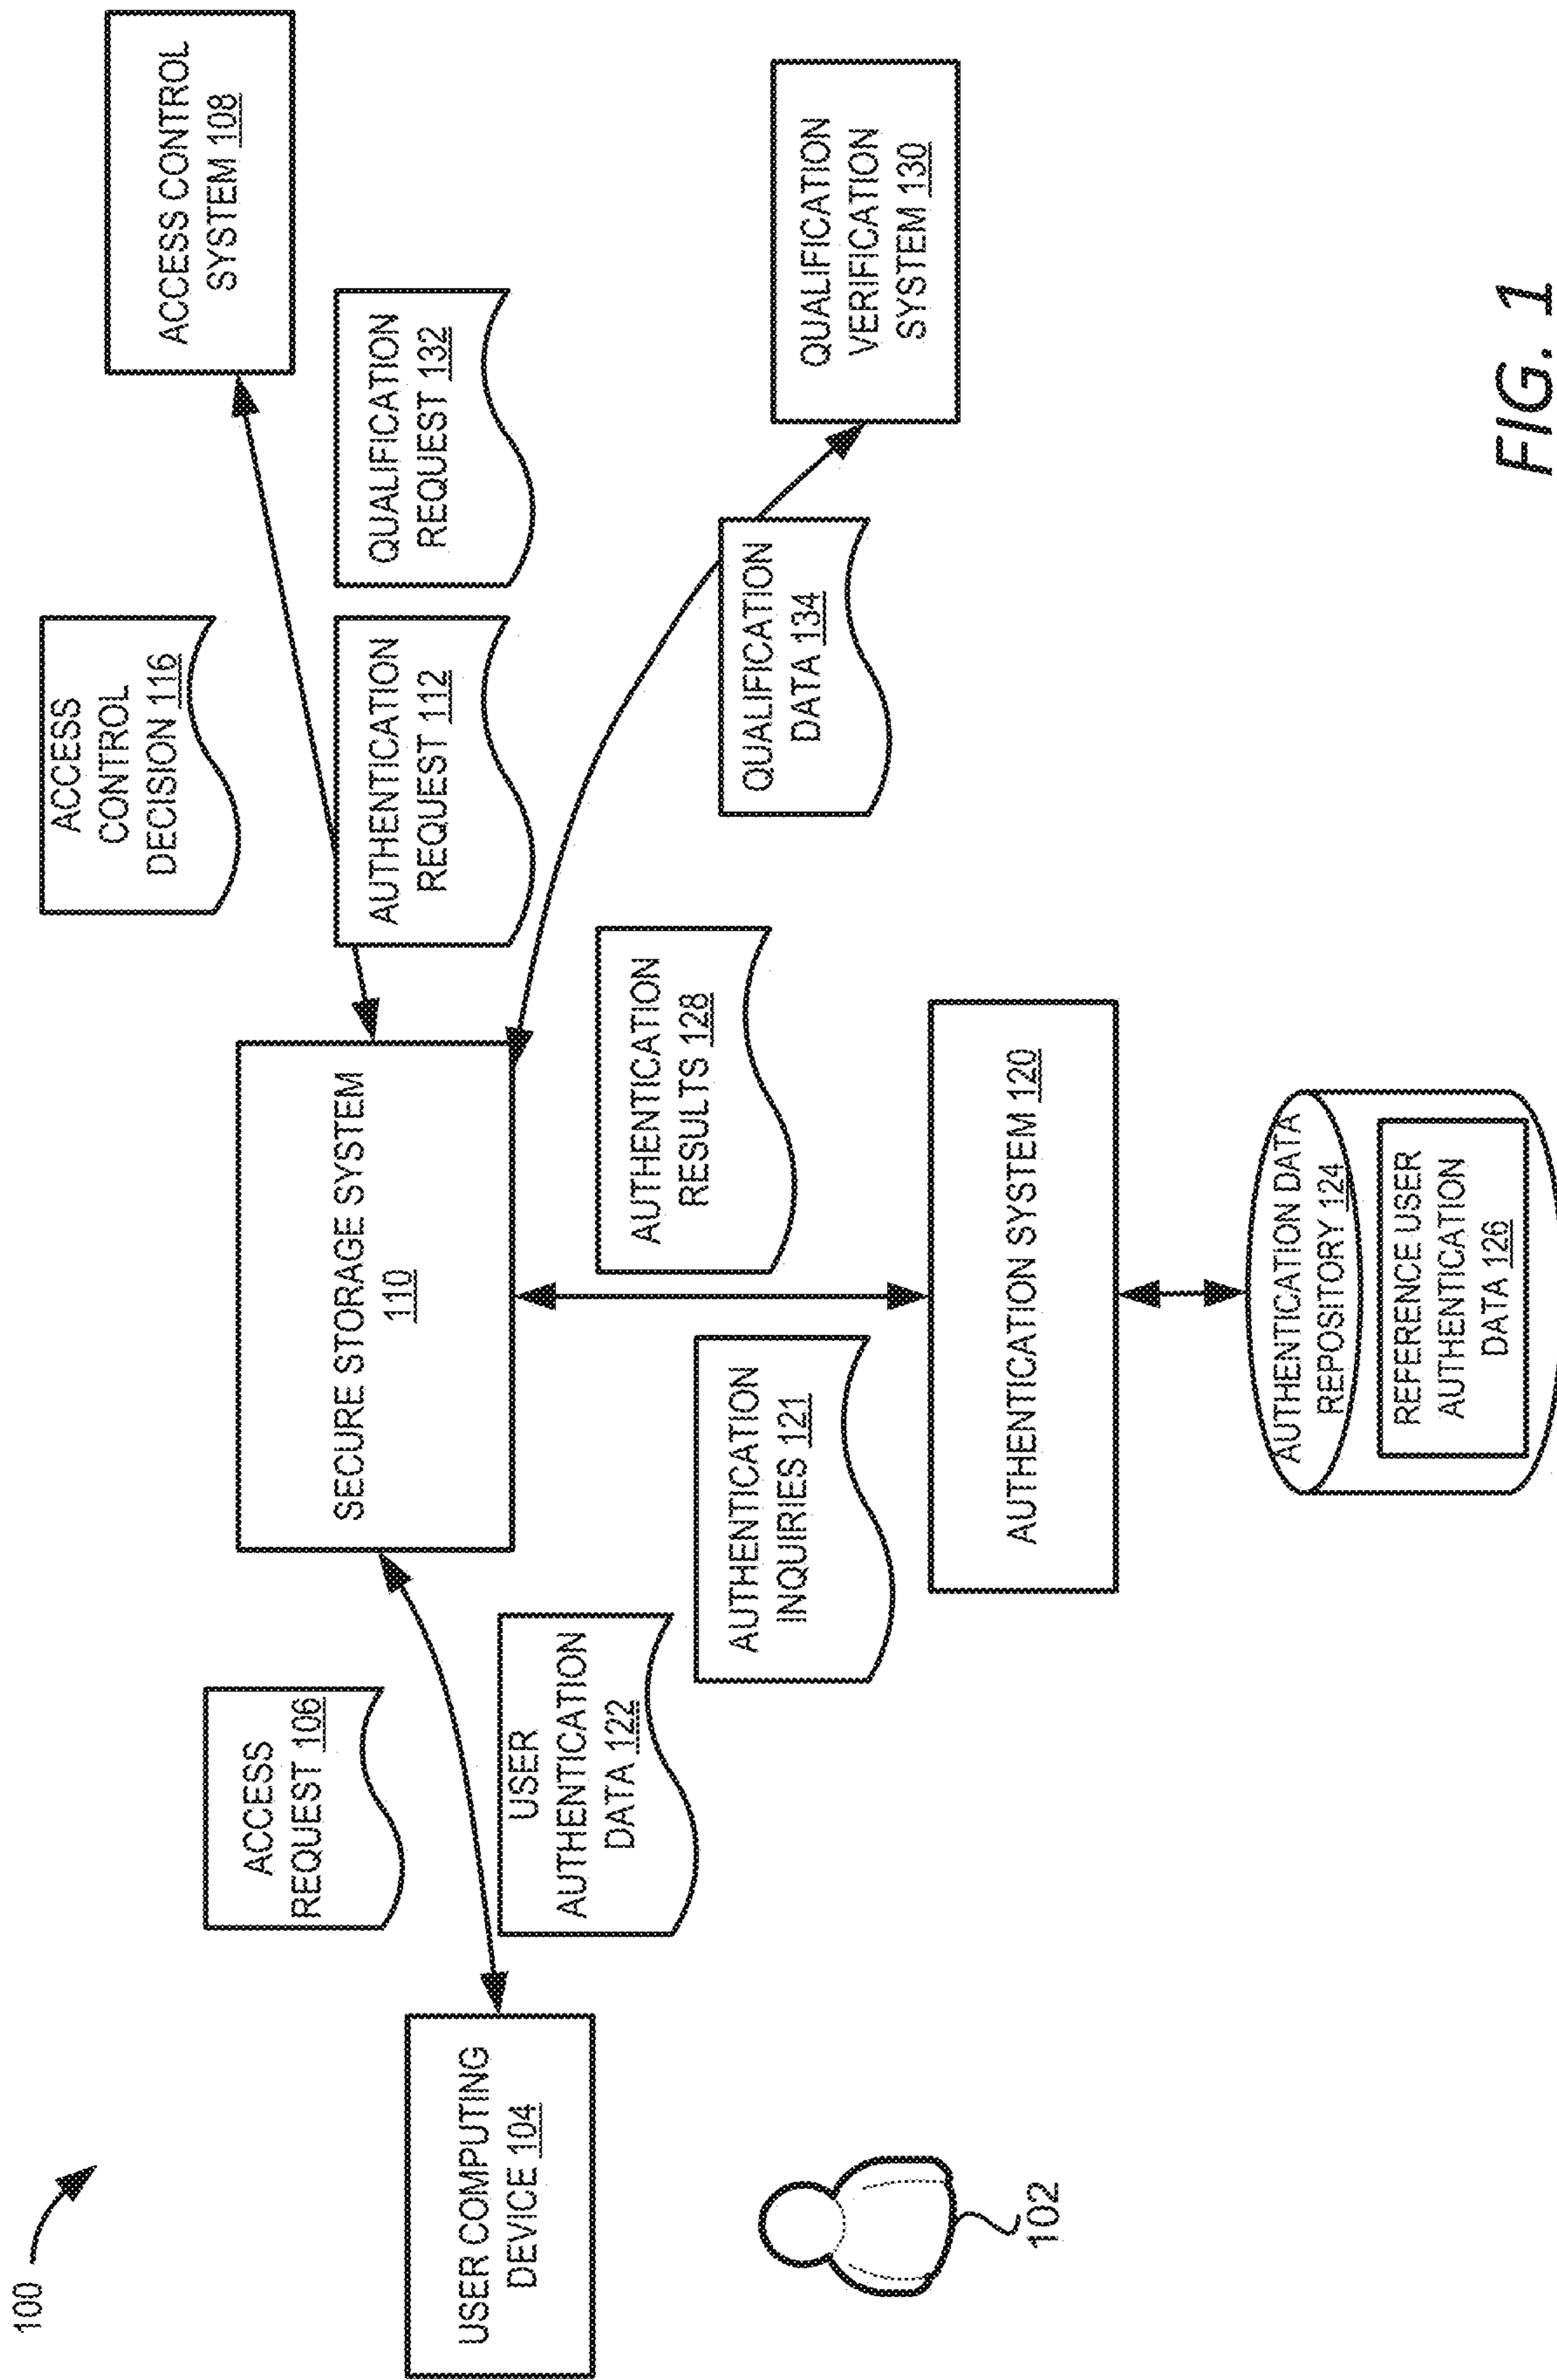 100
ACCESS
CONTROL
DECISION 116
ACCESS CONTROL
SYSTEM 108
ACCESS
REQUEST 106
SECURE STORAGE SYSTEM
110
AUTHENTICATION
REQUEST 112
QUALIFICATION
REQUEST 132
USER COMPUTING
DEVICE 104
USER
AUTHENTICATION
DATA 122
AUTHENTICATION
INQUIRIES 121
AUTHENTICATION
RESULTS 128
QUALIFICATION
DATA 134
QUALIFICATION
VERIFICATION
SYSTEM 130
102
AUTHENTICATION SYSTEM 120
AUTHENTICATION DATA
REPOSITORY 124
REFERENCE USER
AUTHENTICATION
DATA 126
FIG. 1